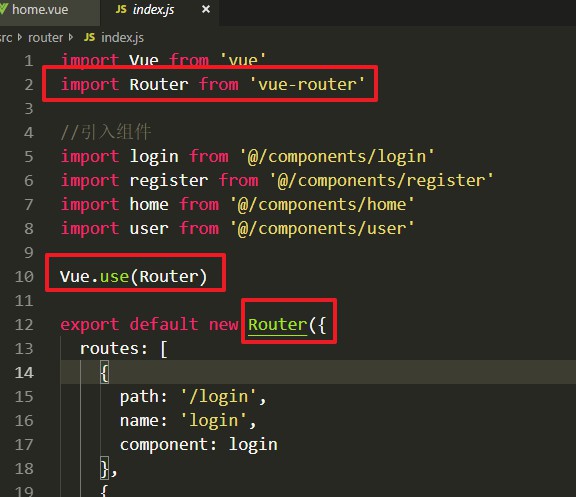 home.vue JS index.js ×
src > router > JS index.js
1 import Vue from 'vue'
2 import Router from 'vue-router'
3
4 //引入组件
5 import login from '@/components/login'
6 import register from '@/components/register'
7 import home from '@/components/home'
8 import user from '@/components/user'
9
10 Vue.use(Router)
11
12 export default new Router({
13 routes: [
14 {
15 path: '/login',
16 name: 'login',
17 component: login
18 },
19 {